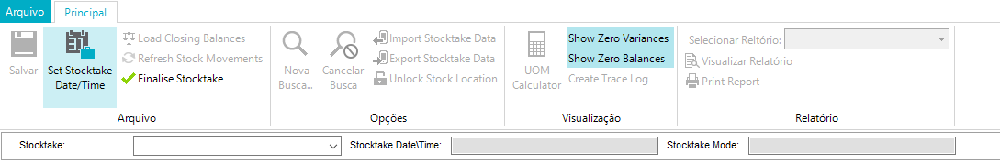 Arquivo
Principal
Salvar
Set Stocktake
Date/Time
Load Closing Balances
Refresh Stock Movements
Finalise Stocktake
Arquivo
Nova
Busca...
Cancelar
Busca
Import Stocktake Data
Export Stocktake Data
Unlock Stock Location
Opções
UOM
Calculator
Show Zero Variances
Show Zero Balances
Create Trace Log
Visualização
Selecionar Reltório:
Visualizar Relatório
Print Report
Relatório
Stocktake:
Stocktake Date\Time:
Stocktake Mode: